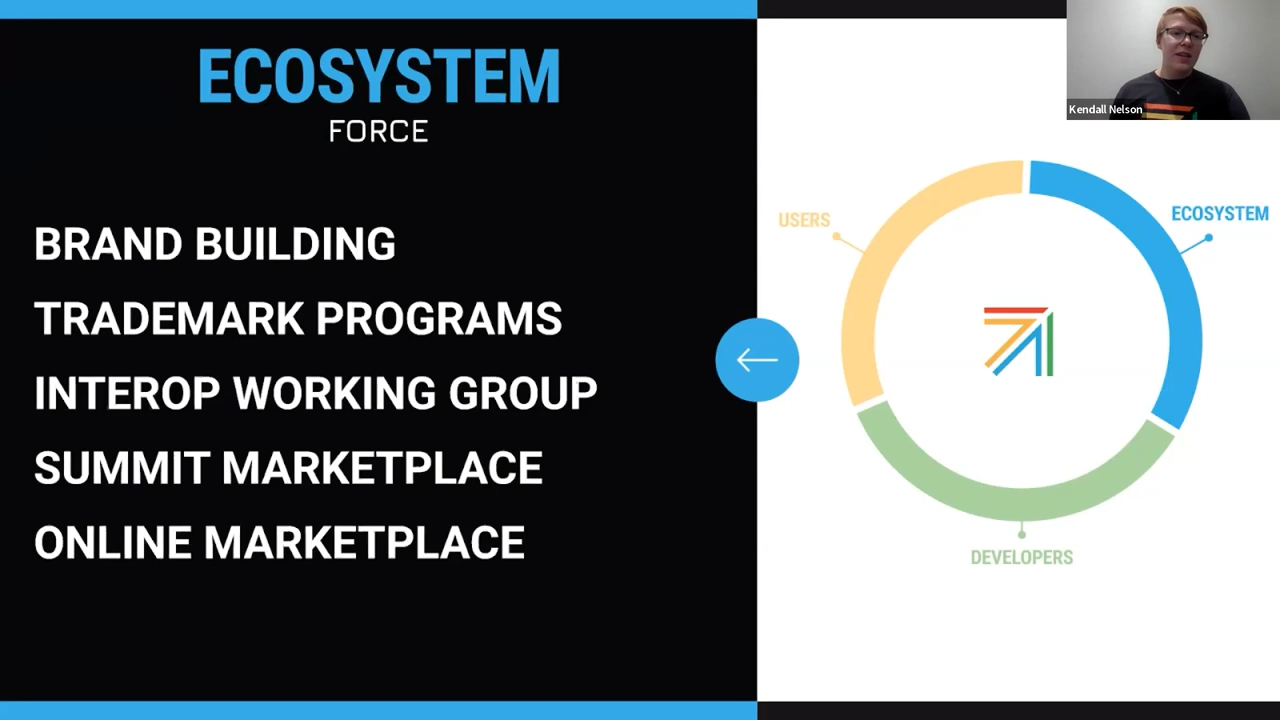 ECOSYSTEM
FORCE
BRAND BUILDING
TRADEMARK PROGRAMS
INTEROP WORKING GROUP
SUMMIT MARKETPLACE
ONLINE MARKETPLACE
Kendall Nelson
USERS
ECOSYSTEM
DEVELOPERS